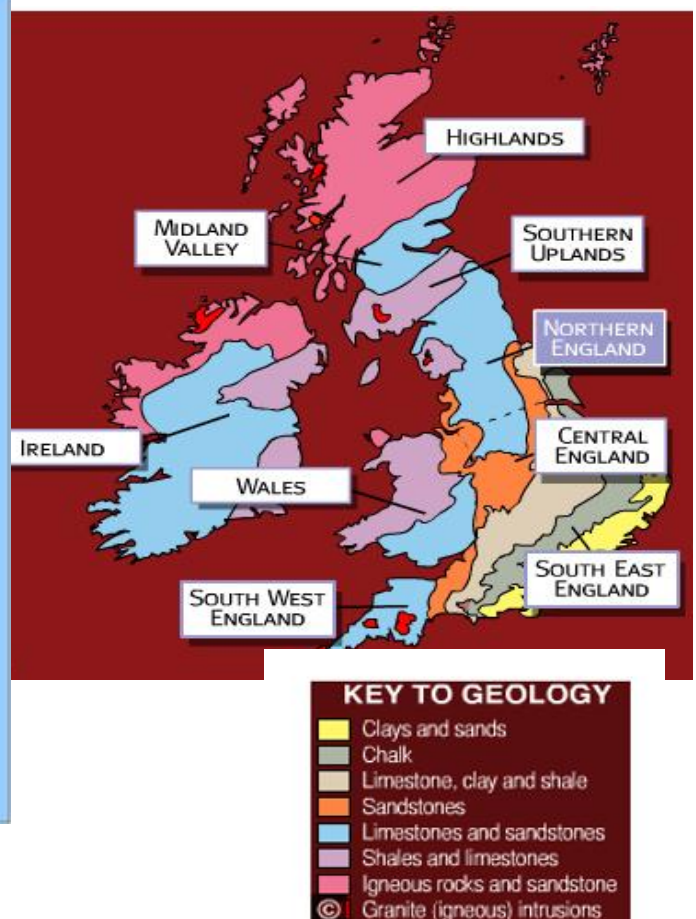 HIGHLANDS
MIDLAND
VALLEY
SOUTHERN
UPLANDS
NORTHERN
ENGLAND
IRELAND
CENTRAL
ENGLAND
WALES
SOUTH EAST
ENGLAND
SOUTH WEST
ENGLAND
KEY TO GEOLOGY
Clays and sands
Chalk
Limestone, clay and shale
Sandstones
Limestones and sandstones
Shales and limestones
Igneous rocks and sandstone
© Granite (igneous) intrusions